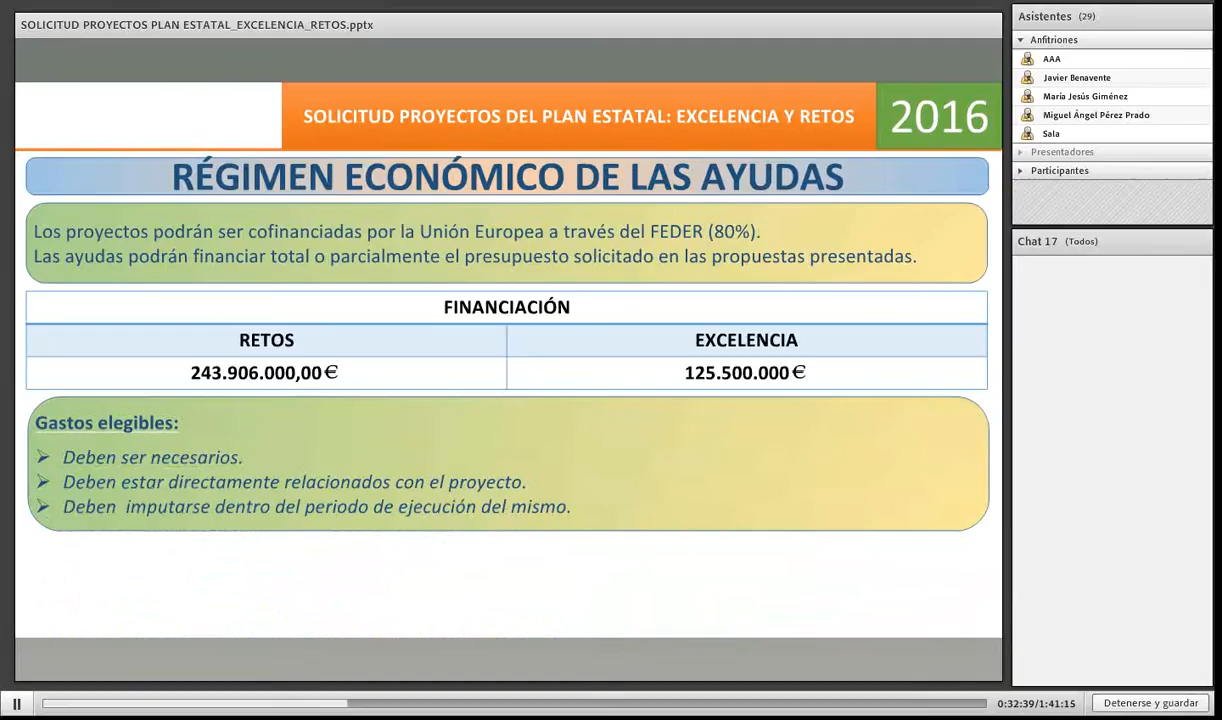 SOLICITUD PROYECTOS PLAN ESTATAL_EXCELENCIA_RETOS.pptx
SOLICITUD PROYECTOS DEL PLAN ESTATAL: EXCELENCIA Y RETOS
2016
RÉGIMEN ECONÓMICO DE LAS AYUDAS
Los proyectos podrán ser cofinanciadas por la Unión Europea a través del FEDER (80%).
Las ayudas podrán financiar total o parcialmente el presupuesto solicitado en las propuestas presentadas.
FINANCIACIÓN
RETOS EXCELENCIA
243.906.000,00€ 125.500.000€
Gastos elegibles:
Deben ser necesarios.
Deben estar directamente relacionados con el proyecto.
Deben imputarse dentro del periodo de ejecución del mismo.
Asistentes (29)
Anfitriones
AAA
Javier Benavente
María Jesús Giménez
Miguel Ángel Pérez Prado
Sala
Presentadores
Participantes
Chat 17 (Todos)
0:32:39/1:41:15
Detenerse y guardar